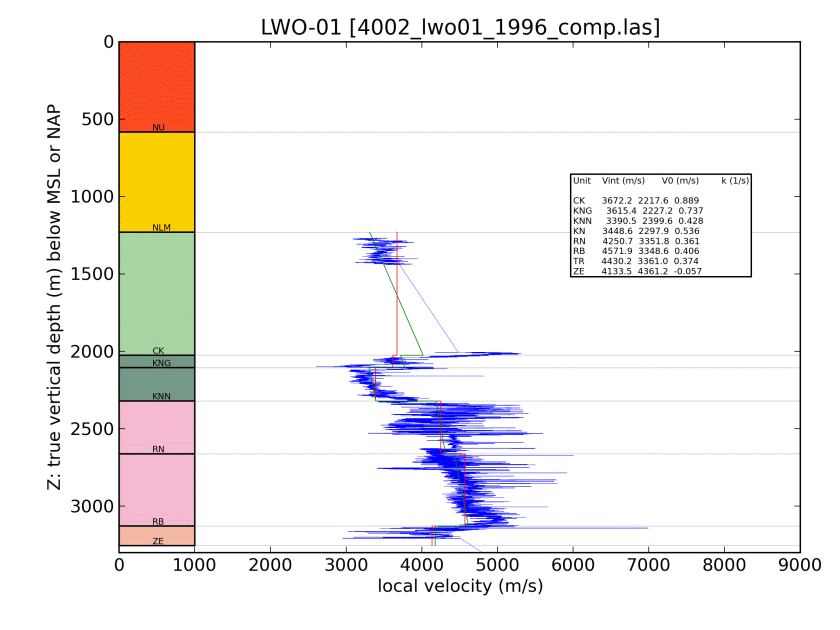 LWO-01 [4002_lwo01_1996_comp.las]
0
500
1000
1500
2000
2500
3000
Z: true vertical depth (m) below MSL or NAP
NU
NLM
CK
KNG
KNN
RN
RB
ZE
Unit Vint (m/s) V0 (m/s) k (1/s)
CK 3672.2 2217.6 0.889
KNG 3615.4 2227.2 0.737
KNN 3390.5 2399.6 0.428
KN 3448.6 2297.9 0.536
RN 4250.7 3351.8 0.361
RB 4571.9 3348.6 0.406
TR 4430.2 3361.0 0.374
ZE 4133.5 4361.2 -0.057
0 1000 2000 3000 4000 5000 6000 7000 8000 9000
local velocity (m/s)